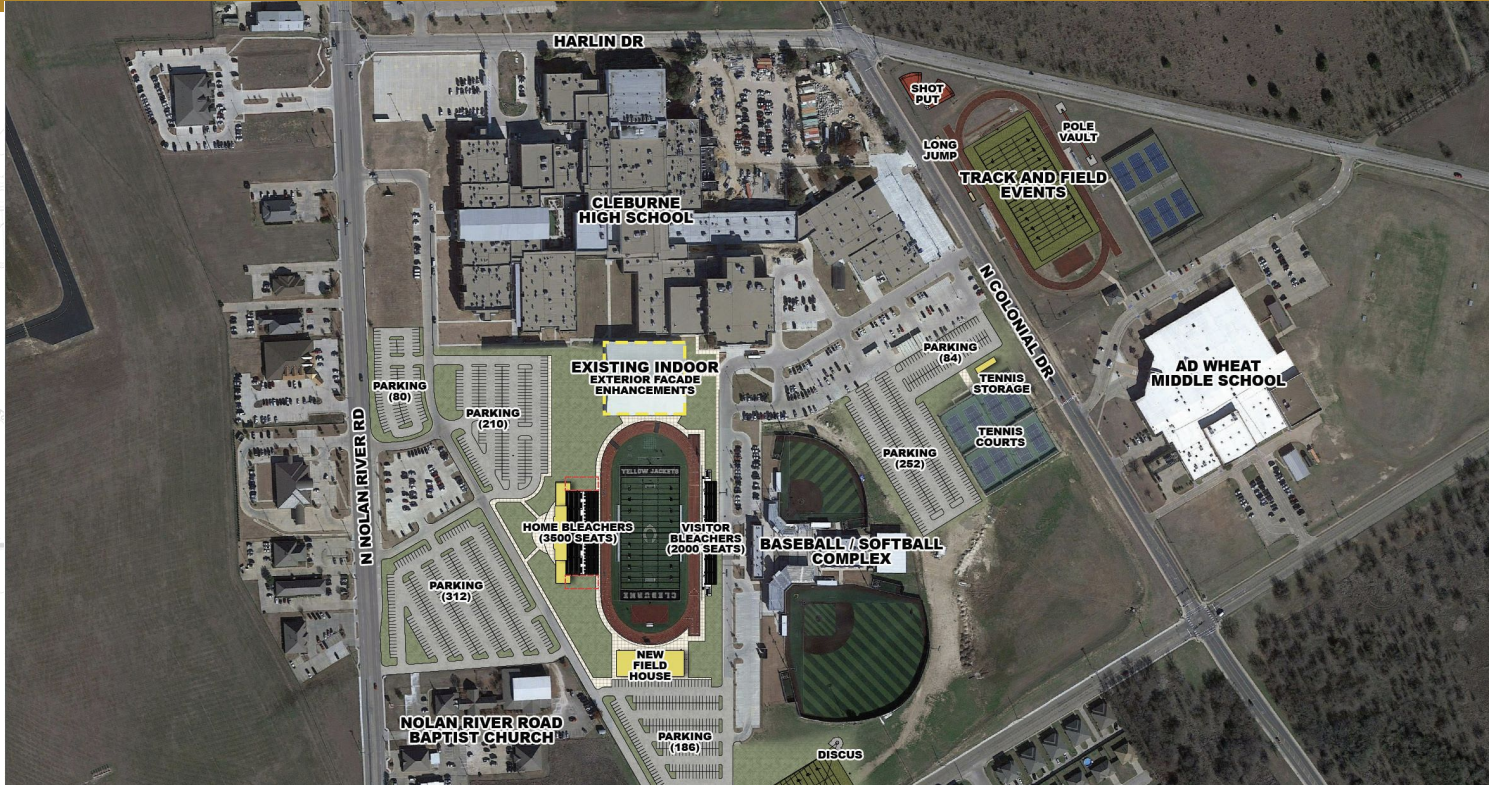 HARLIN DR
SHOT
PUT
POLE
VAULT
LONG
JUMP
TRACK AND FIELD
EVENTS
CLEBURNE
HIGH SCHOOL
N COLONIAL DR
PARKING
(84)
EXISTING INDOOR
EXTERIOR FACADE
ENHANCEMENTS
AD WHEAT
MIDDLE SCHOOL
TENNIS
STORAGE
PARKING
(80)
PARKING
(210)
TENNIS
COURTS
N NOLAN RIVER RD
PARKING
(252)
YELLOW JACKETS
HOME BLEACHERS
(3500 SEATS)
VISITOR
BLEACHERS
(2000 SEATS)
BASEBALL / SOFTBALL
COMPLEX
C
PARKING
(312)
CLEBURNE
NEW
FIELD
HOUSE
NOLAN RIVER ROAD
BAPTIST CHURCH
PARKING
(186)
DISCUS